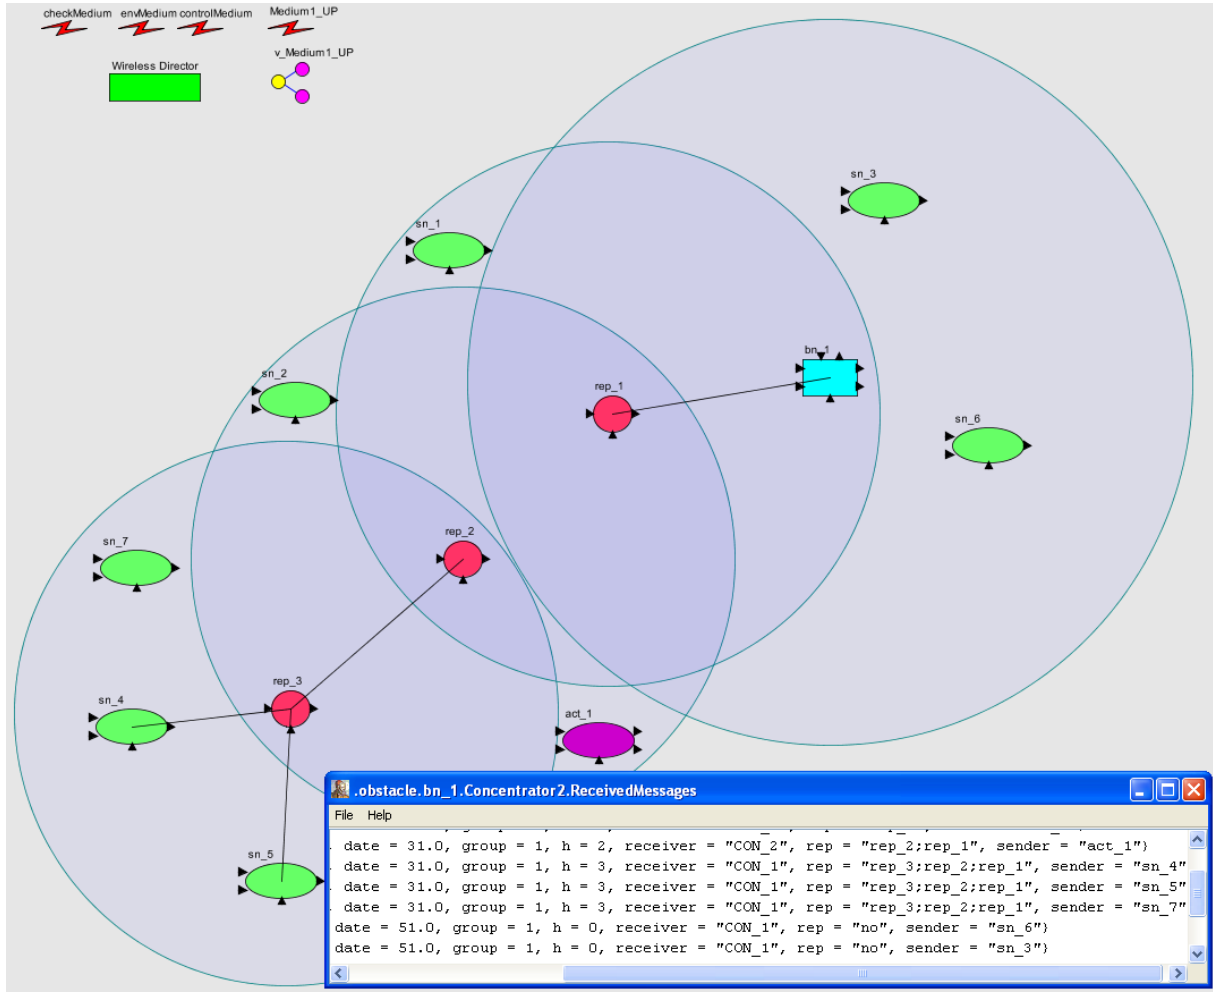 checkMedium envMedium controlMedium Medium1_UP
v_Medium1_UP
Wireless Director
sn_3
sn_1
bn_1
sn_2
rep_1
sn_6
rep_2
sn_7
rep_3
sn_4
act_1
sn_5
.obstacle.bn_1.Concentrator2.ReceivedMessages
File Help
date = 31.0, group = 1, h = 2, receiver = "CON_2", rep = "rep_2;rep_1", sender = "act_1"}
date = 31.0, group = 1, h = 3, receiver = "CON_1", rep = "rep_3;rep_2;rep_1", sender = "sn_4"
date = 31.0, group = 1, h = 3, receiver = "CON_1", rep = "rep_3;rep_2;rep_1", sender = "sn_5"
date = 31.0, group = 1, h = 3, receiver = "CON_1", rep = "rep_3;rep_2;rep_1", sender = "sn_7"
date = 51.0, group = 1, h = 0, receiver = "CON_1", rep = "no", sender = "sn_6"}
date = 51.0, group = 1, h = 0, receiver = "CON_1", rep = "no", sender = "sn_3"}